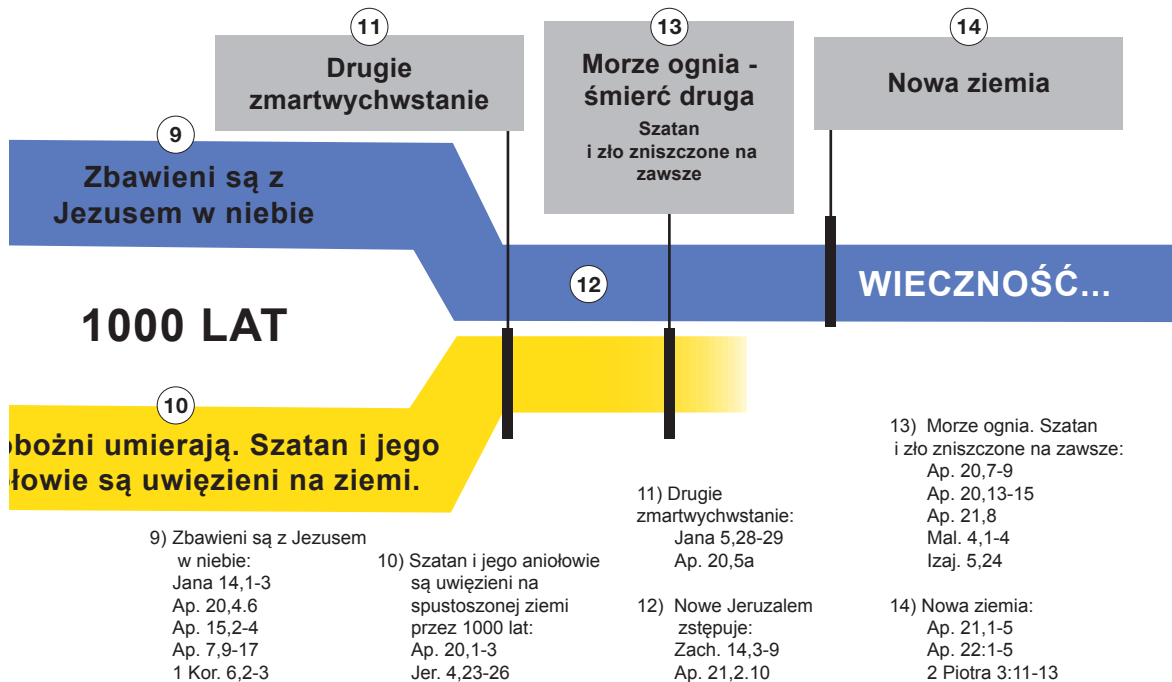 11
Drugie
zmartwychwstanie
13
Morze ognia -
śmierć druga
Szatan
i zło zniszczone na
zawsze
14
Nowa ziemia
9
Zbawieni są z
Jezusem w niebie
12
WIECZNOŚĆ...
1000 LAT
10
obożni umierają. Szatan i jego
ołowie są uwięzieni na ziemi.
9) Zbawieni są z Jezusem
w niebie:
Jana 14,1-3
Ap. 20,4.6
Ap. 15,2-4
Ap. 7,9-17
1 Kor. 6,2-3
10) Szatan i jego aniołowie
są uwięzieni na
spustoszonej ziemi
przez 1000 lat:
Ap. 20,1-3
Jer. 4,23-26
11) Drugie
zmartwychwstanie:
Jana 5,28-29
Ap. 20,5a
12) Nowe Jeruzalem
zstępuje:
Zach. 14,3-9
Ap. 21,2.10
13) Morze ognia. Szatan
i zło zniszczone na zawsze:
Ap. 20,7-9
Ap. 20,13-15
Ap. 21,8
Mal. 4,1-4
Izaj. 5,24
14) Nowa ziemia:
Ap. 21,1-5
Ap. 22:1-5
2 Piotra 3:11-13